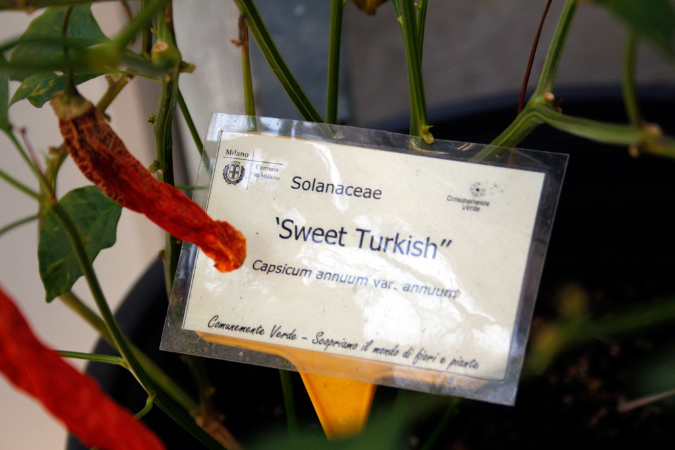 Milano
Comune
di Milano
Solanaceae
Comunemente
Verde
‘Sweet Turkish”
Capsicum annuum var. annuum
Comunemente Verde - Scopriamo il mondo di fiori e piante